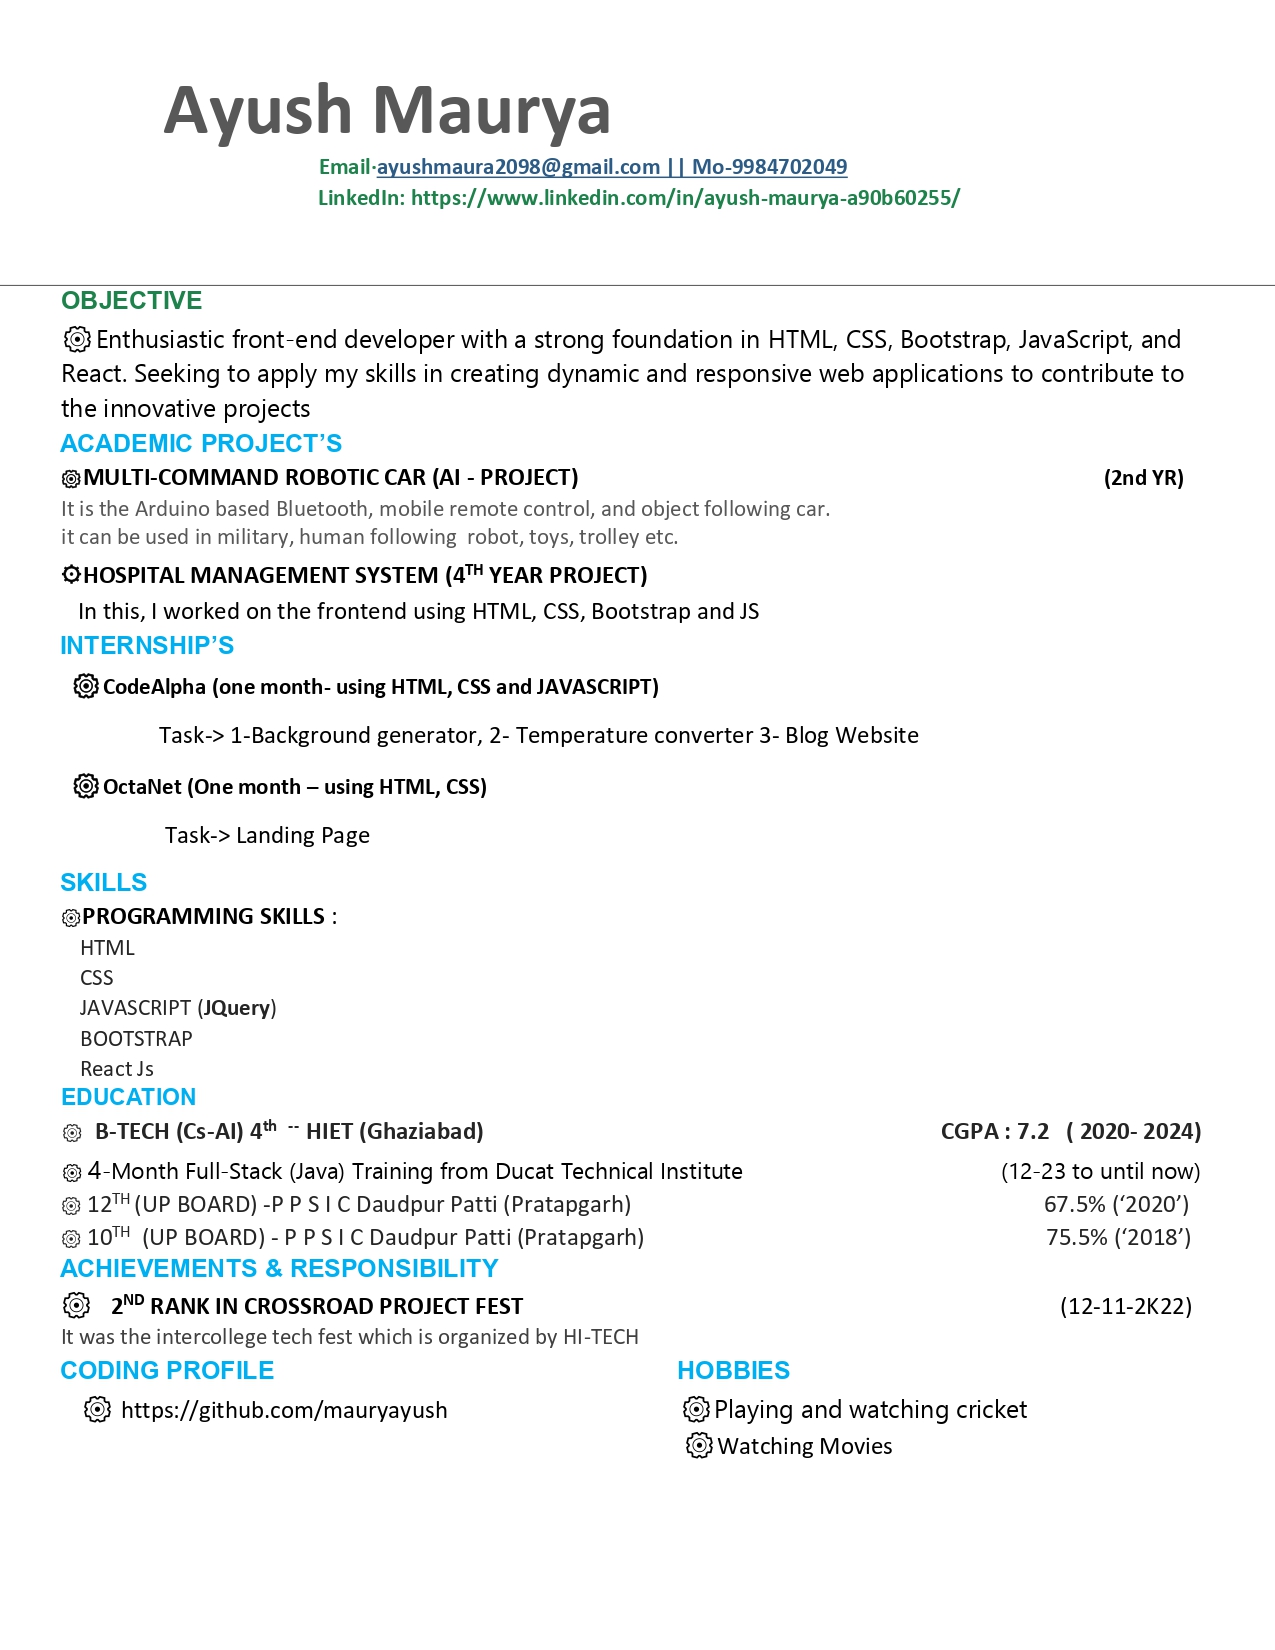 Ayush Maurya
Email·ayushmaura2098@gmail.com || Mo-9984702049
LinkedIn: https://www.linkedin.com/in/ayush-maurya-a90b60255/
OBJECTIVE
Enthusiastic front-end developer with a strong foundation in HTML, CSS, Bootstrap, JavaScript, and
React. Seeking to apply my skills in creating dynamic and responsive web applications to contribute to
the innovative projects
ACADEMIC PROJECT’S
MULTI-COMMAND ROBOTIC CAR (AI - PROJECT) (2nd YR)
It is the Arduino based Bluetooth, mobile remote control, and object following car.
it can be used in military, human following robot, toys, trolley etc.
HOSPITAL MANAGEMENT SYSTEM (4TH YEAR PROJECT)
In this, I worked on the frontend using HTML, CSS, Bootstrap and JS
INTERNSHIP’S
CodeAlpha (one month- using HTML, CSS and JAVASCRIPT)
Task-> 1-Background generator, 2- Temperature converter 3- Blog Website
OctaNet (One month – using HTML, CSS)
Task-> Landing Page
SKILLS
PROGRAMMING SKILLS :
HTML
CSS
JAVASCRIPT (JQuery)
BOOTSTRAP
React Js
EDUCATION
B-TECH (Cs-AI) 4th -- HIET (Ghaziabad) CGPA : 7.2 ( 2020- 2024)
4-Month Full-Stack (Java) Training from Ducat Technical Institute (12-23 to until now)
12TH (UP BOARD) -P P S I C Daudpur Patti (Pratapgarh) 67.5% (‘2020’)
10TH (UP BOARD) - P P S I C Daudpur Patti (Pratapgarh) 75.5% (‘2018’)
ACHIEVEMENTS & RESPONSIBILITY
2ND RANK IN CROSSROAD PROJECT FEST (12-11-2K22)
It was the intercollege tech fest which is organized by HI-TECH
CODING PROFILE
https://github.com/mauryayush
HOBBIES
Playing and watching cricket
Watching Movies